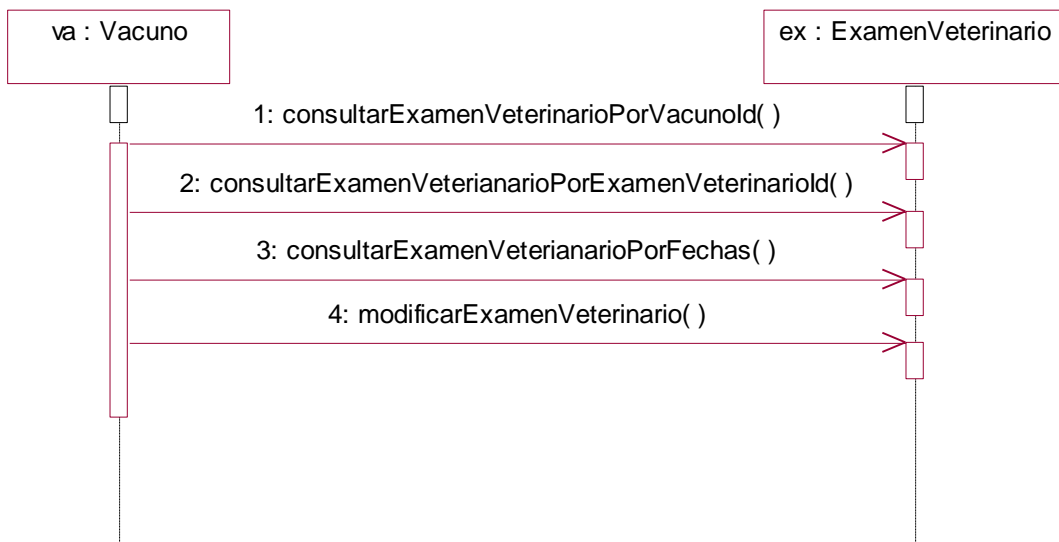 va : Vacuno
ex : ExamenVeterinario
1: consultarExamenVeterinarioPorVacunoId( )
2: consultarExamenVeterianarioPorExamenVeterinarioId( )
3: consultarExamenVeterianarioPorFechas( )
4: modificarExamenVeterinario( )